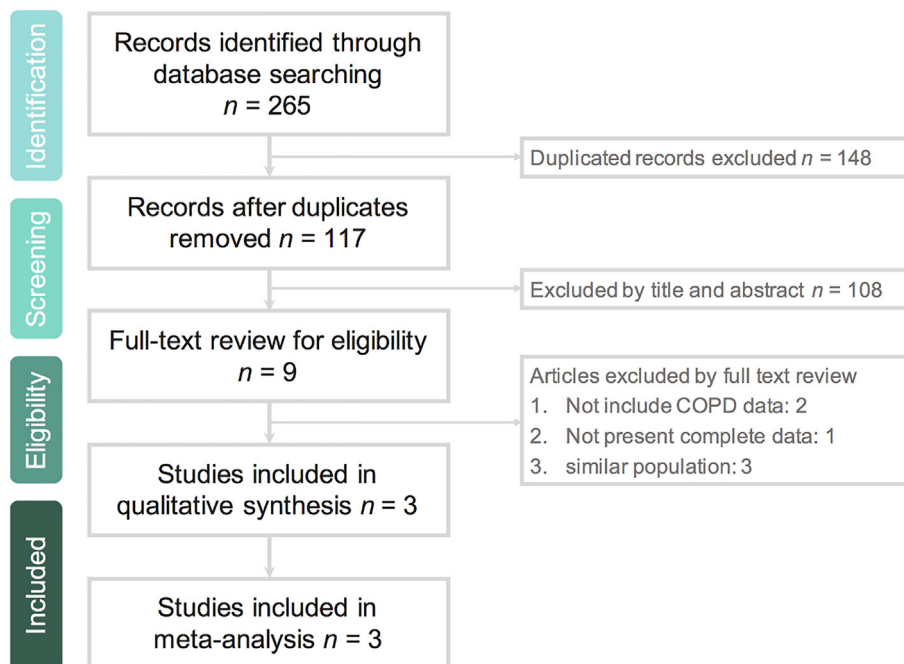 Identification
Records identified through
database searching
n = 265
Duplicated records excluded n = 148
Screening
Records after duplicates
removed n = 117
Excluded by title and abstract n = 108
Full-text review for eligibility
n = 9
Eligibility
Articles excluded by full text review
1. Not include COPD data: 2
2. Not present complete data: 1
3. similar population: 3
Studies included in
qualitative synthesis n = 3
Included
Studies included in
meta-analysis n = 3